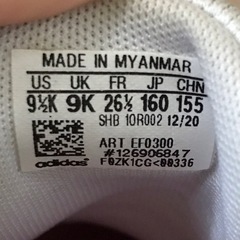 MADE IN MYANMAR
US UK FR JP CHN
9½K 9K 26½ 160 155
SHB 10R002 12/20
ART EF0300
#126906847
adidas F0ZK1CG<00336